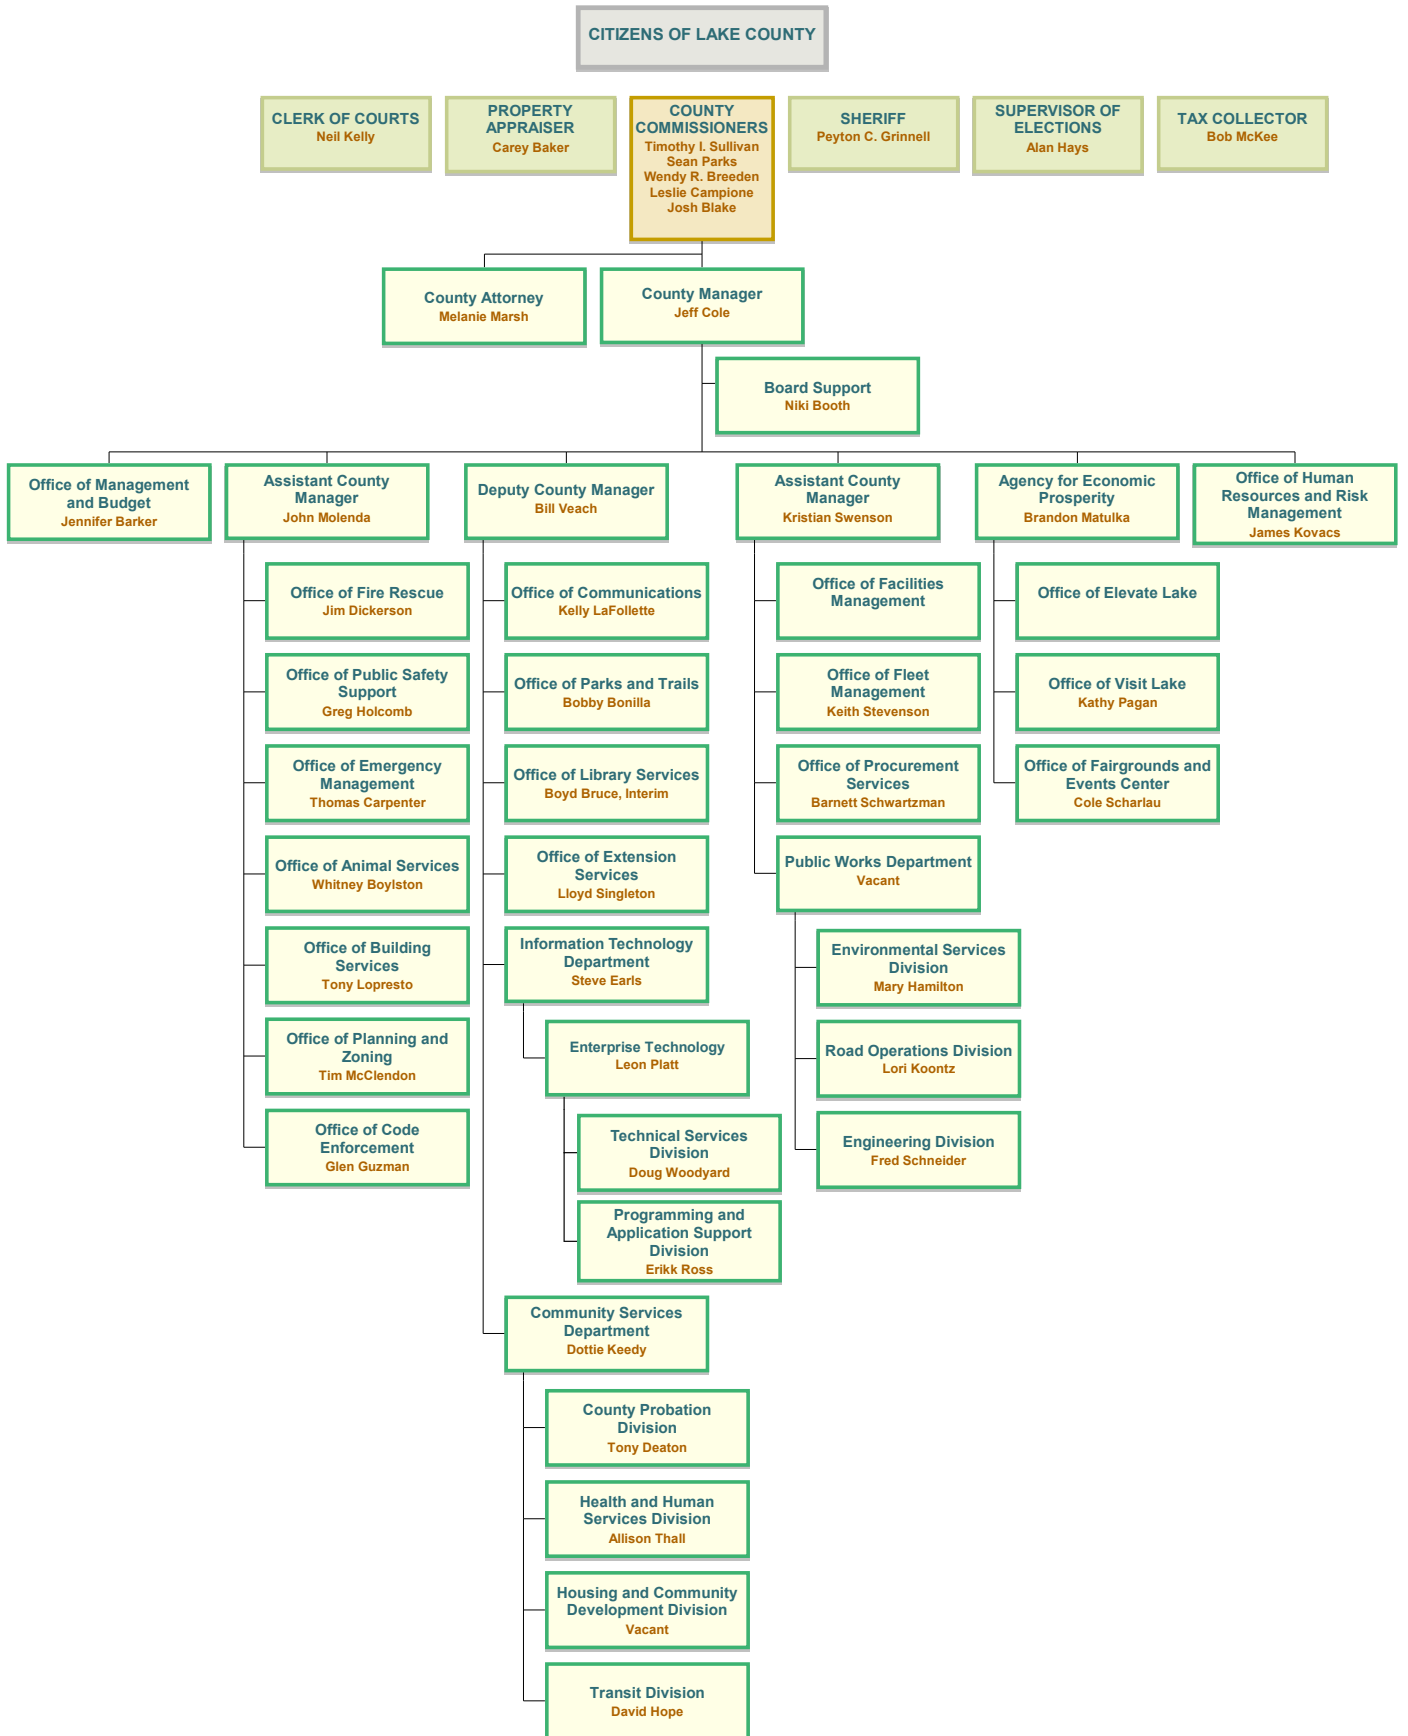 CITIZENS OF LAKE COUNTY
CLERK OF COURTS
Neil Kelly
PROPERTY
APPRAISER
Carey Baker
COUNTY
COMMISSIONERS
Timothy I. Sullivan
Sean Parks
Wendy R. Breeden
Leslie Campione
Josh Blake
SHERIFF
Peyton C. Grinnell
SUPERVISOR OF
ELECTIONS
Alan Hays
TAX COLLECTOR
Bob McKee
County Attorney
Melanie Marsh
County Manager
Jeff Cole
Board Support
Niki Booth
Office of Management
and Budget
Jennifer Barker
Assistant County
Manager
John Molenda
Deputy County Manager
Bill Veach
Assistant County
Manager
Kristian Swenson
Agency for Economic
Prosperity
Brandon Matulka
Office of Human
Resources and Risk
Management
James Kovacs
Office of Fire Rescue
Jim Dickerson
Office of Public Safety
Support
Greg Holcomb
Office of Emergency
Management
Thomas Carpenter
Office of Animal Services
Whitney Boylston
Office of Building
Services
Tony Lopresto
Office of Planning and
Zoning
Tim McClendon
Office of Code
Enforcement
Glen Guzman
Office of Communications
Kelly LaFollette
Office of Parks and Trails
Bobby Bonilla
Office of Library Services
Boyd Bruce, Interim
Office of Extension
Services
Lloyd Singleton
Information Technology
Department
Steve Earls
Enterprise Technology
Leon Platt
Technical Services
Division
Doug Woodyard
Programming and
Application Support
Division
Erikk Ross
Community Services
Department
Dottie Keedy
County Probation
Division
Tony Deaton
Health and Human
Services Division
Allison Thall
Housing and Community
Development Division
Vacant
Transit Division
David Hope
Office of Facilities
Management
Office of Fleet
Management
Keith Stevenson
Office of Procurement
Services
Barnett Schwartzman
Public Works Department
Vacant
Environmental Services
Division
Mary Hamilton
Road Operations Division
Lori Koontz
Engineering Division
Fred Schneider
Office of Elevate Lake
Office of Visit Lake
Kathy Pagan
Office of Fairgrounds and
Events Center
Cole Scharlau